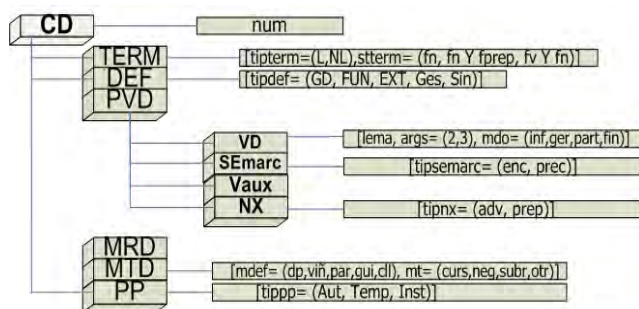 CD num
TERM [tipterm=(L,NL),stterm= (fn, fn Y fprep, fv Y fn)]
DEF [tipdef= (GD, FUN, EXT, Ges, Sin)]
PVD
VD [lema, args= (2,3), mdo= (inf,ger,part,fin)]
SEmarc [tipsemarc= (enc, prec)]
Vaux
NX [tipnx= (adv, prep)]
MRD
MTD [mdef= (dp,viñ,par,gui,cll), mt= (curs,neg,subr,otr)]
PP [tippp= (Aut, Temp, Inst)]